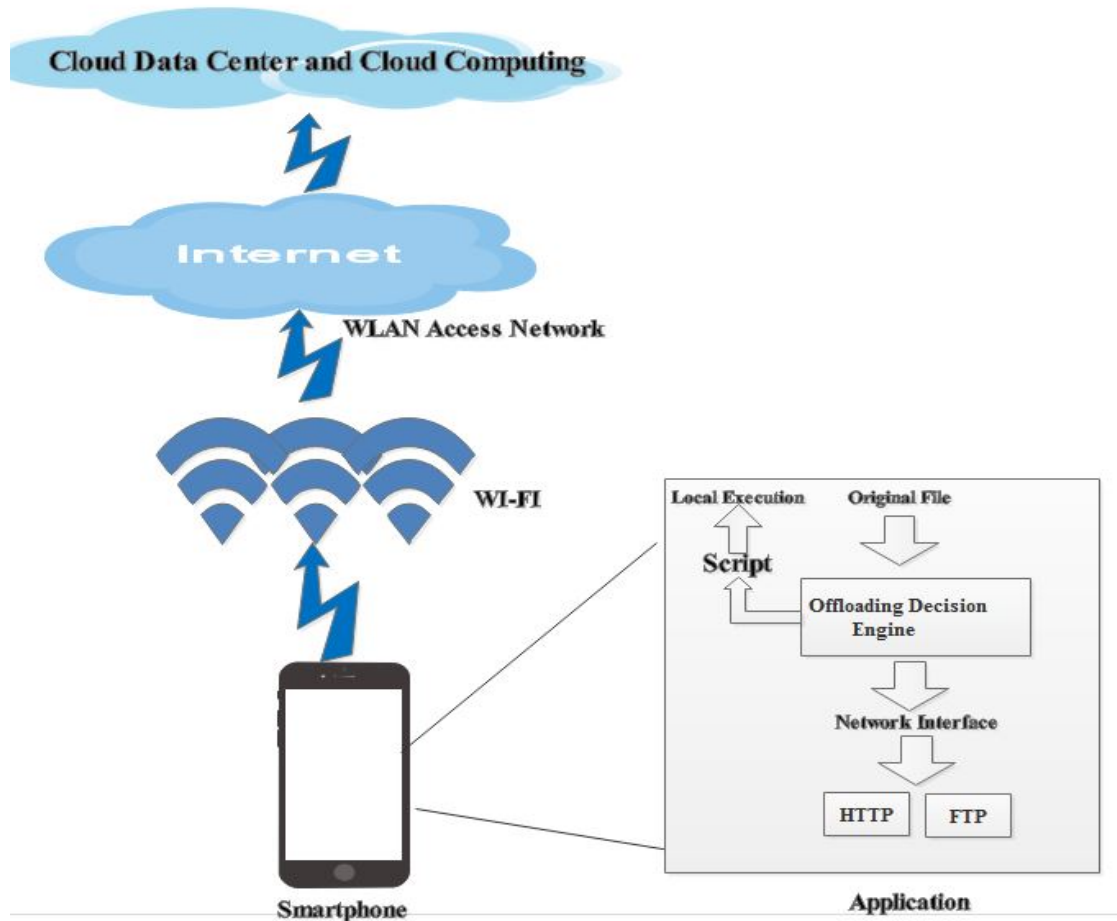 Cloud Data Center and Cloud Computing
Internet
WLAN Access Network
WI-FI
Smartphone
Local Execution
Original File
Script
Offloading Decision
Engine
Network Interface
HTTP
FTP
Application